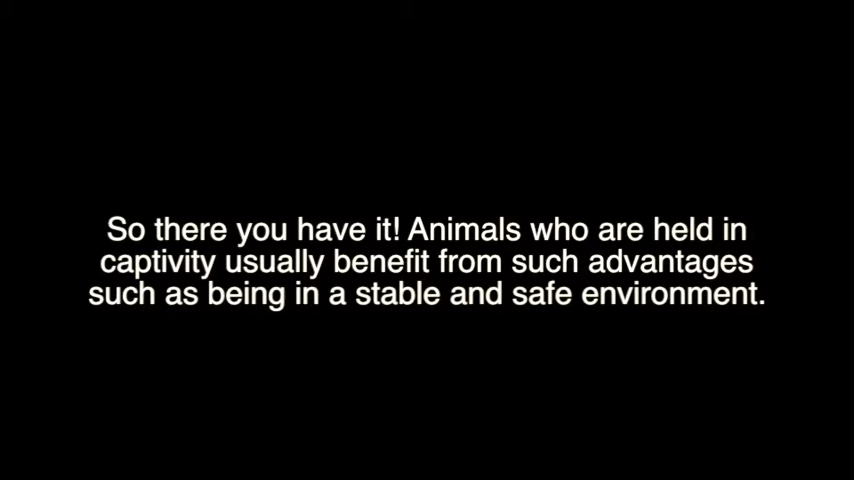 So there you have it! Animals who are held in
captivity usually benefit from such advantages
such as being in a stable and safe environment.